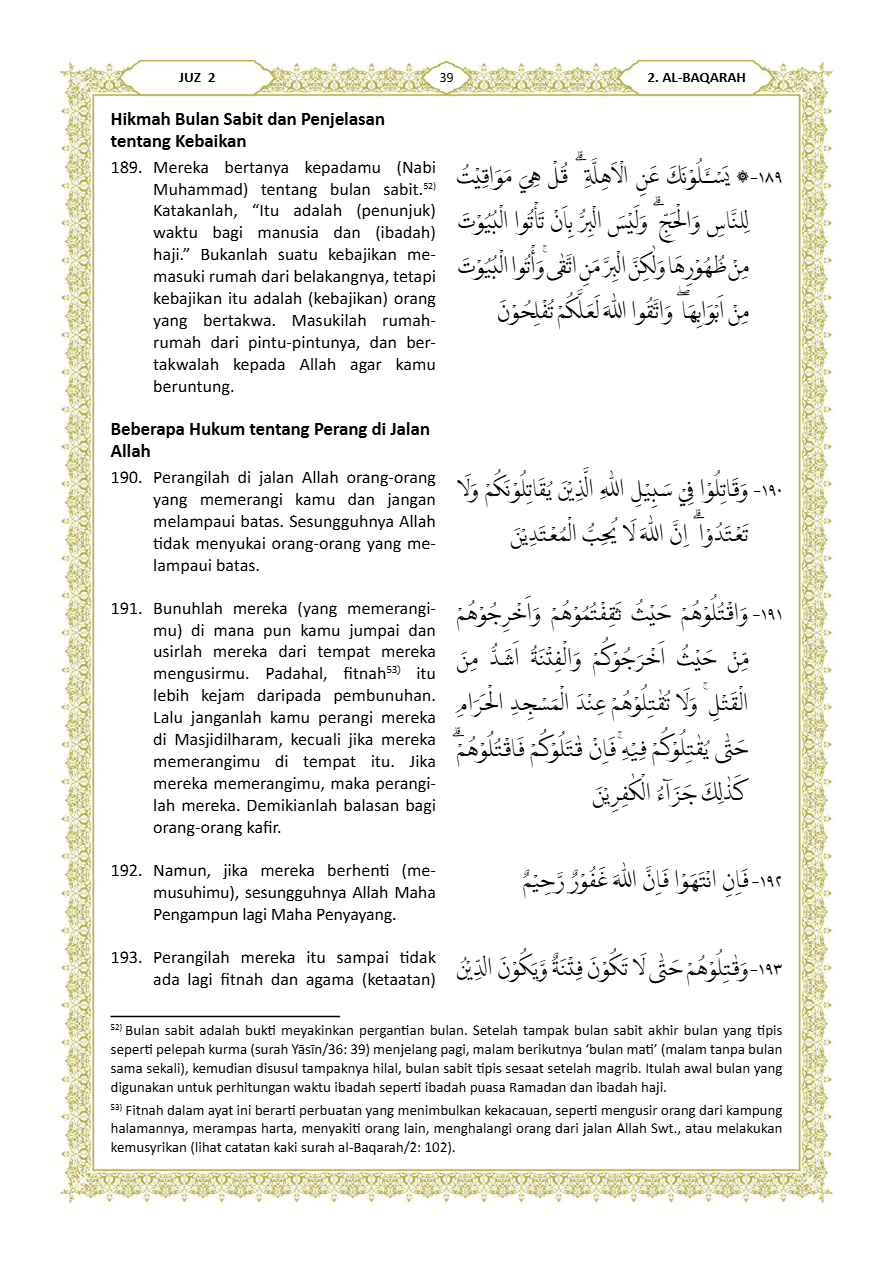 JUZ 2
39
2. AL-BAQARAH
Hikmah Bulan Sabit dan Penjelasan
tentang Kebaikan
189. Mereka bertanya kepadamu (Nabi
Muhammad) tentang bulan sabit.52)
Katakanlah, “Itu adalah (penunjuk)
waktu bagi manusia dan (ibadah)
haji.” Bukanlah suatu kebajikan me-
masuki rumah dari belakangnya, tetapi
kebajikan itu adalah (kebajikan) orang
yang bertakwa. Masukilah rumah-
rumah dari pintu-pintunya, dan ber-
takwalah kepada Allah agar kamu
beruntung.
١٨٩- ۞ يَسْـَٔلُوْنَكَ عَنِ الْاَهِلَّةِ ۗ قُلْ هِيَ مَوَاقِيْتُ
لِلنَّاسِ وَالْحَجِّ ۗ وَلَيْسَ الْبِرُّ بِاَنْ تَأْتُوا الْبُيُوْتَ
مِنْ ظُهُوْرِهَا وَلٰكِنَّ الْبِرَّ مَنِ اتَّقٰىۚ وَأْتُوا الْبُيُوْتَ
مِنْ اَبْوَابِهَا ۖ وَاتَّقُوا اللّٰهَ لَعَلَّكُمْ تُفْلِحُوْنَ
Beberapa Hukum tentang Perang di Jalan
Allah
190. Perangilah di jalan Allah orang-orang
yang memerangi kamu dan jangan
melampaui batas. Sesungguhnya Allah
tidak menyukai orang-orang yang me-
lampaui batas.
١٩٠- وَقَاتِلُوْا فِيْ سَبِيْلِ اللّٰهِ الَّذِيْنَ يُقَاتِلُوْنَكُمْ وَلَا
تَعْتَدُوْا ۗ اِنَّ اللّٰهَ لَا يُحِبُّ الْمُعْتَدِيْنَ
191. Bunuhlah mereka (yang memerangi-
mu) di mana pun kamu jumpai dan
usirlah mereka dari tempat mereka
mengusirmu. Padahal, fitnah53) itu
lebih kejam daripada pembunuhan.
Lalu janganlah kamu perangi mereka
di Masjidilharam, kecuali jika mereka
memerangimu di tempat itu. Jika
mereka memerangimu, maka perangi-
lah mereka. Demikianlah balasan bagi
orang-orang kafir.
١٩١- وَاقْتُلُوْهُمْ حَيْثُ ثَقِفْتُمُوْهُمْ وَاَخْرِجُوْهُمْ
مِّنْ حَيْثُ اَخْرَجُوْكُمْ وَالْفِتْنَةُ اَشَدُّ مِنَ
الْقَتْلِ ۚ وَلَا تُقٰتِلُوْهُمْ عِنْدَ الْمَسْجِدِ الْحَرَامِ
حَتّٰى يُقٰتِلُوْكُمْ فِيْهِۚ فَاِنْ قٰتَلُوْكُمْ فَاقْتُلُوْهُمْۗ
كَذٰلِكَ جَزَاۤءُ الْكٰفِرِيْنَ
192. Namun, jika mereka berhenti (me-
musuhimu), sesungguhnya Allah Maha
Pengampun lagi Maha Penyayang.
١٩٢- فَاِنِ انْتَهَوْا فَاِنَّ اللّٰهَ غَفُوْرٌ رَّحِيْمٌ
193. Perangilah mereka itu sampai tidak
ada lagi fitnah dan agama (ketaatan)
١٩٣- وَقٰتِلُوْهُمْ حَتّٰى لَا تَكُوْنَ فِتْنَةٌ وَّيَكُوْنَ الدِّيْنُ
52) Bulan sabit adalah bukti meyakinkan pergantian bulan. Setelah tampak bulan sabit akhir bulan yang tipis
seperti pelepah kurma (surah Yāsīn/36: 39) menjelang pagi, malam berikutnya ‘bulan mati’ (malam tanpa bulan
sama sekali), kemudian disusul tampaknya hilal, bulan sabit tipis sesaat setelah magrib. Itulah awal bulan yang
digunakan untuk perhitungan waktu ibadah seperti ibadah puasa Ramadan dan ibadah haji.
53) Fitnah dalam ayat ini berarti perbuatan yang menimbulkan kekacauan, seperti mengusir orang dari kampung
halamannya, merampas harta, menyakiti orang lain, menghalangi orang dari jalan Allah Swt., atau melakukan
kemusyrikan (lihat catatan kaki surah al-Baqarah/2: 102).